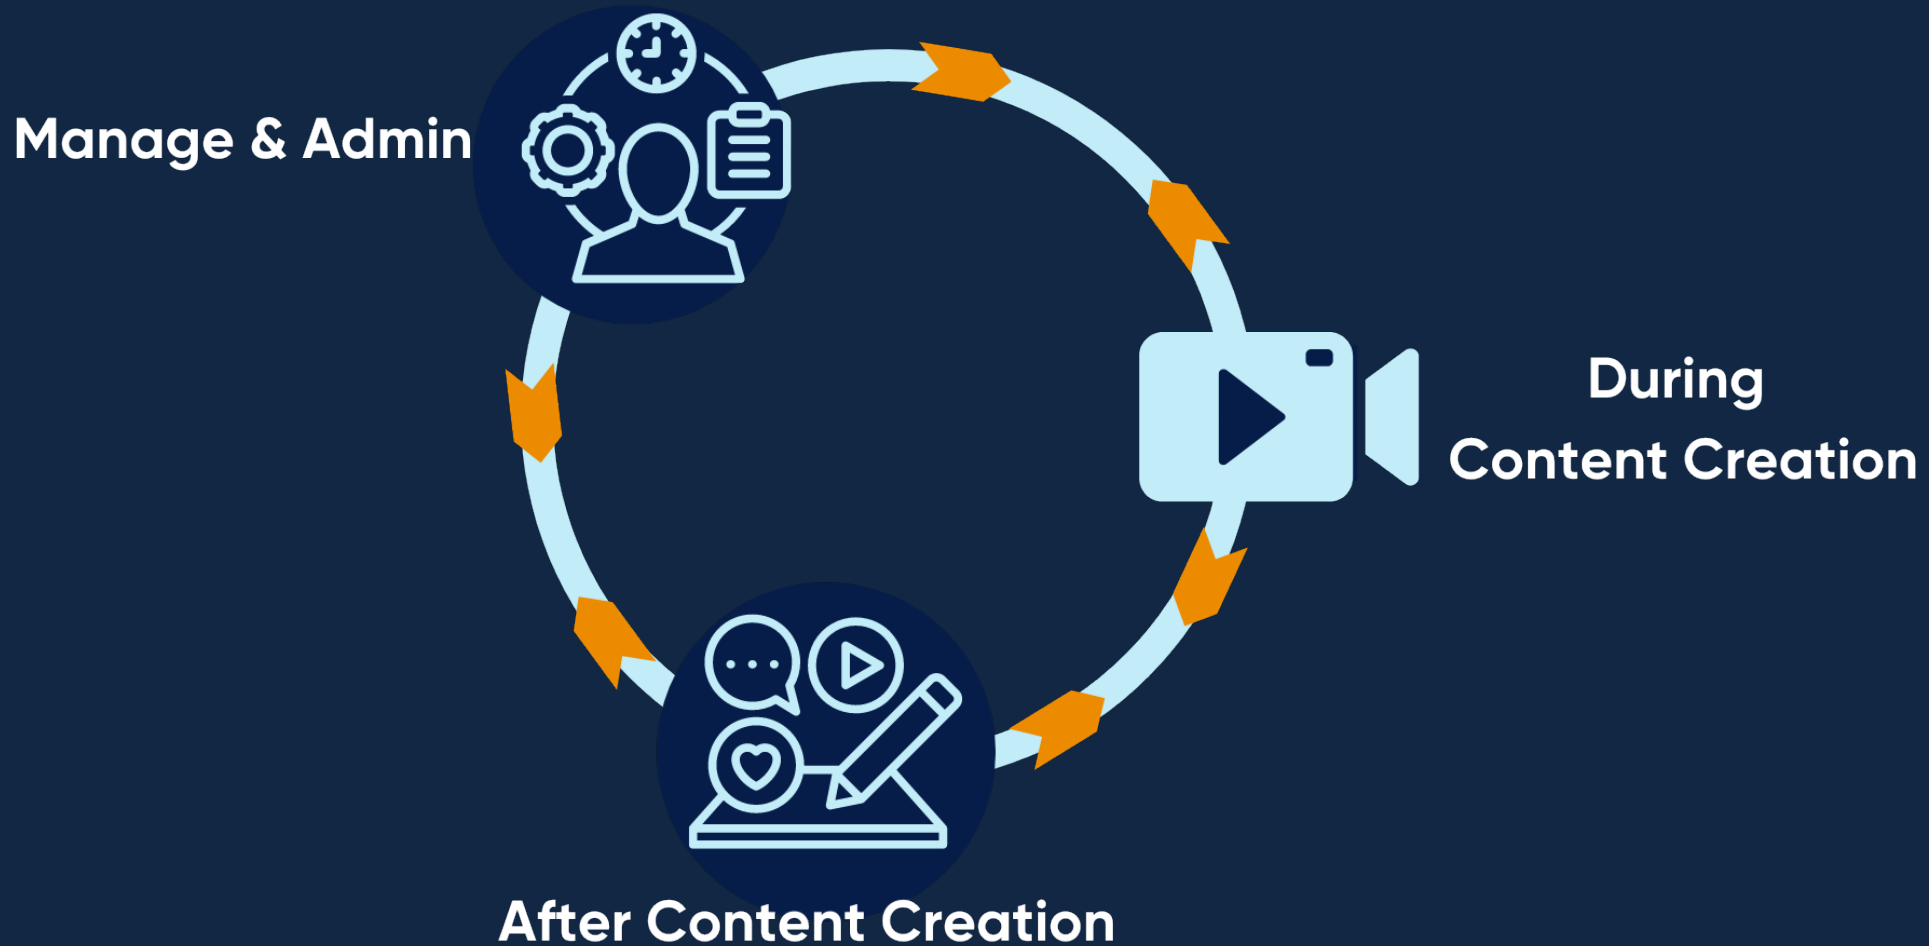 Manage & Admin
During
Content Creation
After Content Creation